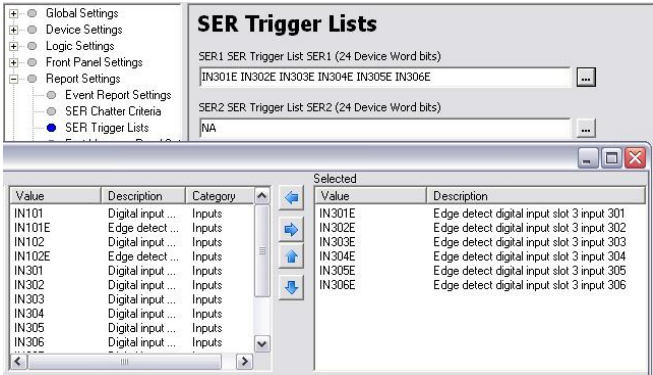 Global Settings
Device Settings
Logic Settings
Front Panel Settings
Report Settings
Event Report Settings
SER Chatter Criteria
SER Trigger Lists
SER Trigger Lists
SER1 SER Trigger List SER1 (24 Device Word bits)
IN301E IN302E IN303E IN304E IN305E IN306E
...
SER2 SER Trigger List SER2 (24 Device Word bits)
NA
...
Value Description Category
IN101 Digital input ... Inputs
IN101E Edge detect ... Inputs
IN102 Digital input ... Inputs
IN102E Edge detect ... Inputs
IN301 Digital input ... Inputs
IN302 Digital input ... Inputs
IN303 Digital input ... Inputs
IN304 Digital input ... Inputs
IN305 Digital input ... Inputs
IN306 Digital input ... Inputs
Selected
Value Description
IN301E Edge detect digital input slot 3 input 301
IN302E Edge detect digital input slot 3 input 302
IN303E Edge detect digital input slot 3 input 303
IN304E Edge detect digital input slot 3 input 304
IN305E Edge detect digital input slot 3 input 305
IN306E Edge detect digital input slot 3 input 306